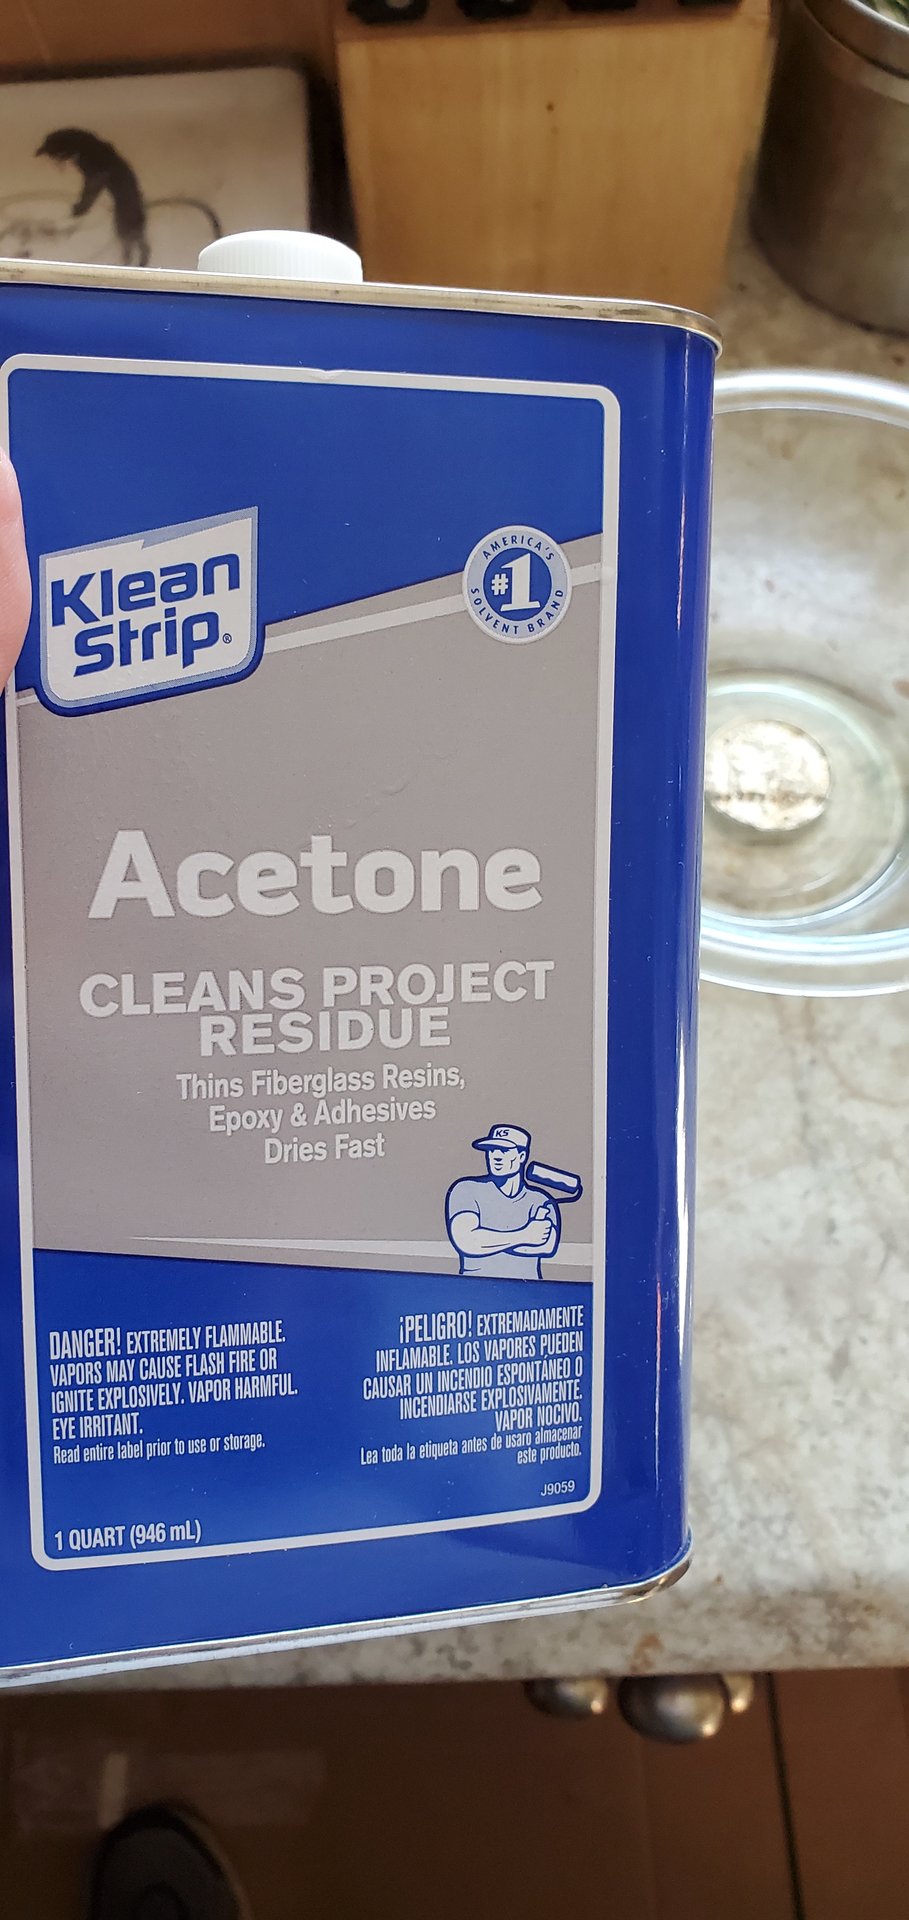 Klean
Strip®
AMERICA'S
#1
SOLVENT BRAND
Acetone
CLEANS PROJECT
RESIDUE
Thins Fiberglass Resins,
Epoxy & Adhesives
Dries Fast
KS
DANGER! EXTREMELY FLAMMABLE.
VAPORS MAY CAUSE FLASH FIRE OR
IGNITE EXPLOSIVELY. VAPOR HARMFUL.
EYE IRRITANT.
Read entire label prior to use or storage.
¡PELIGRO! EXTREMADAMENTE
INFLAMABLE. LOS VAPORES PUEDEN
CAUSAR UN INCENDIO ESPONTÁNEO O
INCENDIARSE EXPLOSIVAMENTE.
VAPOR NOCIVO.
Lea toda la etiqueta antes de usaro almacenar
este producto.
J9059
1 QUART (946 mL)